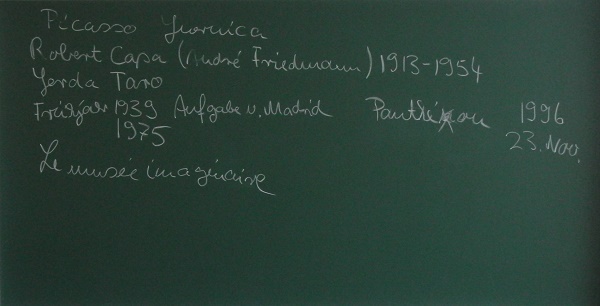 Picasso Guernica
Robert Capa (André Friedmann) 1913-1954
Gerda Taro
Frühjahr 1939 Aufgabe v. Madrid Panthéon 1996
1975 23. Nov.
Le musée imaginaire